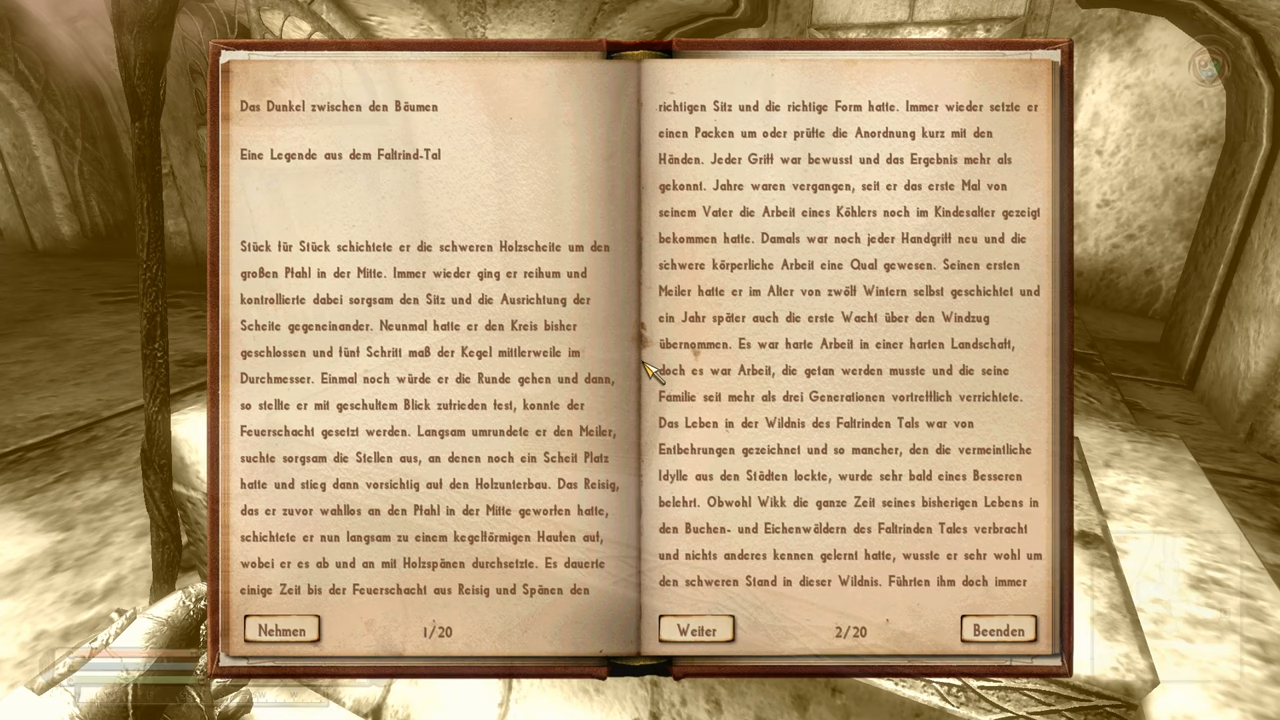 Das Dunkel zwischen den Bäumen
Eine Legende aus dem Faltrind-Tal
Stück für Stück schichtete er die schweren Holzscheite um den
großen Pfahl in der Mitte. Immer wieder ging er reihum und
kontrollierte dabei sorgsam den Sitz und die Ausrichtung der
Scheite gegeneinander. Neunmal hatte er den Kreis bisher
geschlossen und fünf Schritt maß der Kegel mittlerweile im
Durchmesser. Einmal noch würde er die Runde gehen und dann,
so stellte er mit geschultem Blick zufrieden fest, konnte der
Feuerschacht gesetzt werden. Langsam umrundete er den Meiler,
suchte sorgsam die Stellen aus, an denen noch ein Scheit Platz
hatte und stieg dann vorsichtig auf den Holzunterbau. Das Reisig,
das er zuvor wahllos an den Pfahl in der Mitte geworfen hatte,
schichtete er nun langsam zu einem kegelförmigen Haufen auf,
wobei er es ab und an mit Holzspänen durchsetzte. Es dauerte
einige Zeit bis der Feuerschacht aus Reisig und Spänen den
Nehmen
1/20
richtigen Sitz und die richtige Form hatte. Immer wieder setzte er
einen Packen um oder prüfte die Anordnung kurz mit den
Händen. Jeder Griff war bewusst und das Ergebnis mehr als
gekonnt. Jahre waren vergangen, seit er das erste Mal von
seinem Vater die Arbeit eines Köhlers noch im Kindesalter gezeigt
bekommen hatte. Damals war noch jeder Handgriff neu und die
schwere körperliche Arbeit eine Qual gewesen. Seinen ersten
Meiler hatte er im Alter von zwölf Wintern selbst geschichtet und
ein Jahr später auch die erste Wacht über den Windzug
übernommen. Es war harte Arbeit in einer harten Landschaft,
doch es war Arbeit, die getan werden musste und die seine
Familie seit mehr als drei Generationen vortrefflich verrichtete.
Das Leben in der Wildnis des Faltrinden Tals war von
Entbehrungen gezeichnet und so mancher, den die vermeintliche
Idylle aus den Städten lockte, wurde sehr bald eines Besseren
belehrt. Obwohl Wikk die ganze Zeit seines bisherigen Lebens in
den Buchen- und Eichenwäldern des Faltrinden Tales verbracht
und nichts anderes kennen gelernt hatte, wusste er sehr wohl um
den schweren Stand in dieser Wildnis. Führten ihm doch immer
Weiter
2/20
Beenden